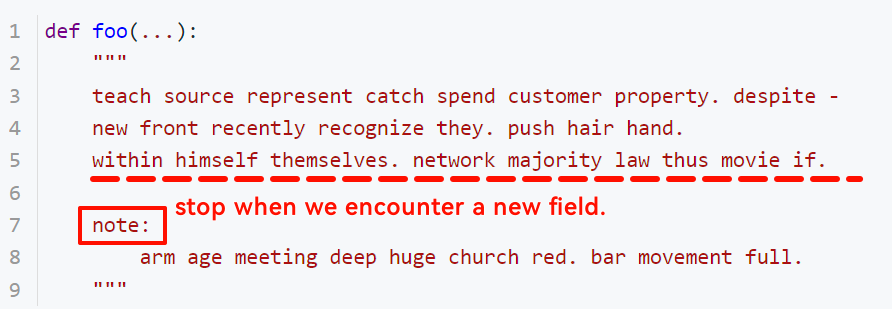 1 def foo(...):
2 """
3 teach source represent catch spend customer property. despite -
4 new front recently recognize they. push hair hand.
5 within himself themselves. network majority law thus movie if.
6
stop when we encounter a new field.
7 note:
8 arm age meeting deep huge church red. bar movement full.
9 """